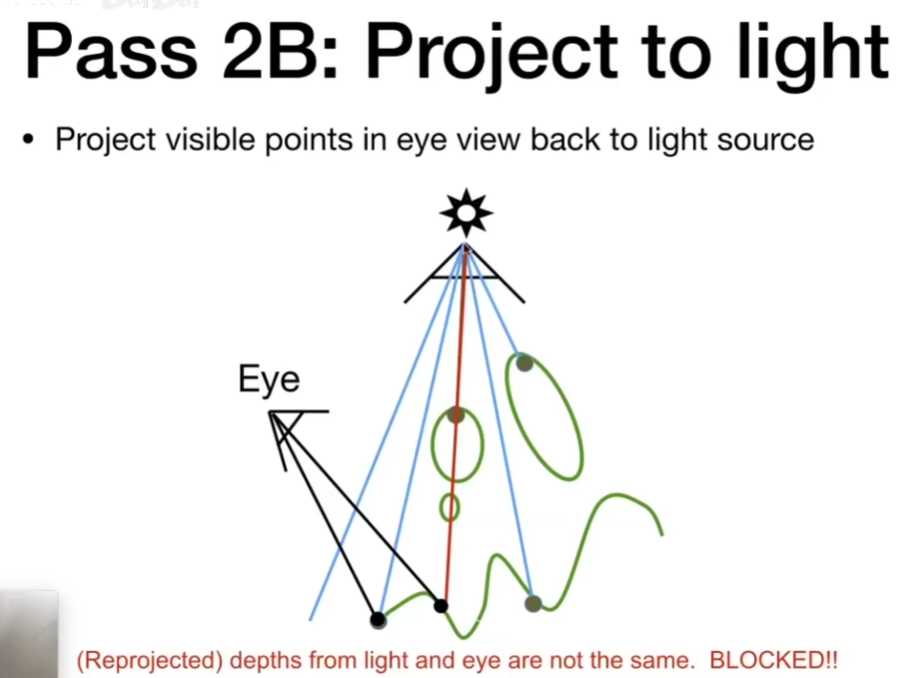 Pass 2B: Project to light
• Project visible points in eye view back to light source
Eye
(Reprojected) depths from light and eye are not the same. BLOCKED!!